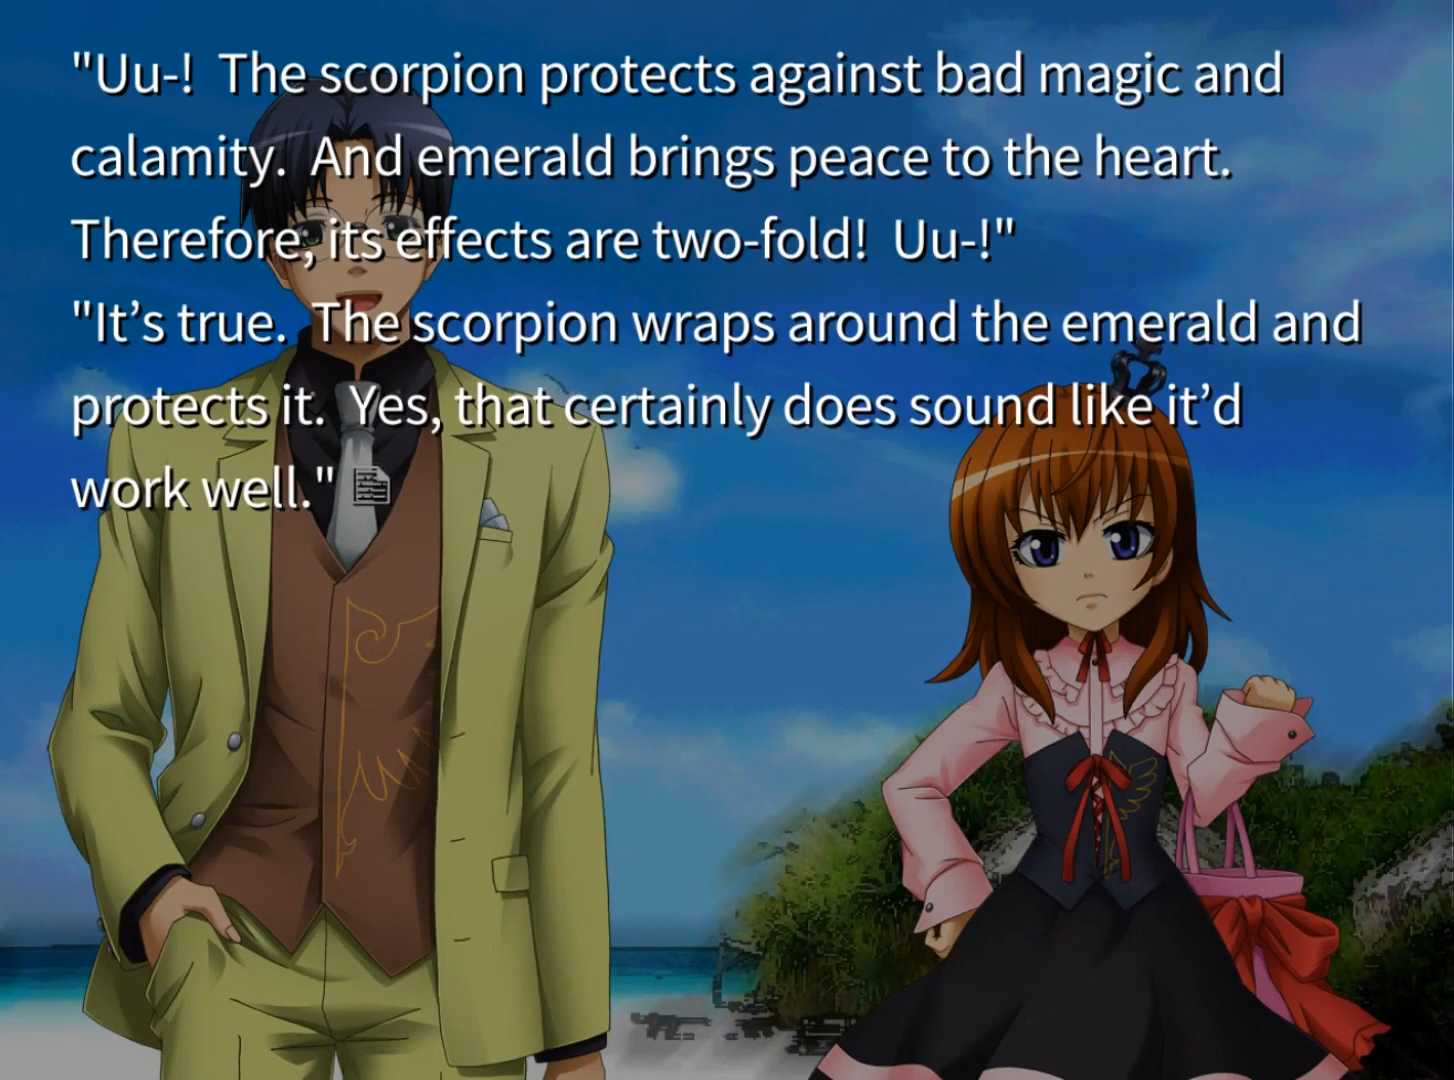 "Uu-!  The scorpion protects against bad magic and
calamity.  And emerald brings peace to the heart.
Therefore, its effects are two-fold!  Uu-!"
"It’s true.  The scorpion wraps around the emerald and
protects it.  Yes, that certainly does sound like it’d
work well."